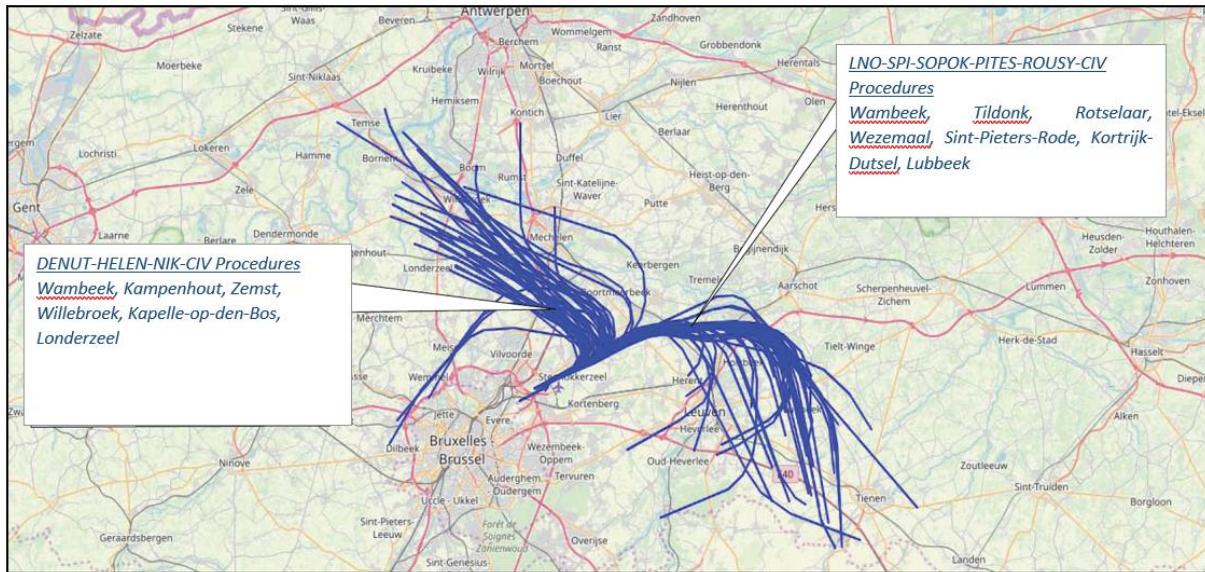 Antwerpen
Zandhoven
Sint-Gillis-
Waas
Beveren
Zelzate
Stekene
Berchem
Wommelgem
Ranst
Grobbendonk
Moerbeke
Kruibeke
Wilrijk
Mortsel
Boechout
Herentals
Sint-Niklaas
Nijlen
Olen
Hemiksem
Kontich
Lier
Herenthout
Temse
Lochristi
Lokeren
Bornem
Berlaar
Hamme
Boom
Rumst
Duffel
Gent
Zele
Sint-Katelijne-
Waver
Heist-op-den-
Berg
Putte
Laarne
Berlare
Dendermonde
Mechelen
Londerzeel
Keerbergen
Tremelo
Aarschot
Scherpenheuvel-
Zichem
Heusden-
Zolder
Houthalen-
Helchteren
Lummen
Zonhoven
Merchtem
Vilvoorde
Wemmel
Tielt-Winge
Herk-de-Stad
Hasselt
Jette
Evere
Kortenberg
Leuven
Heverlee
Alken
Dilbeek
Bruxelles -
Brussel
Wezembeek-
Oppem
Oud-Heverlee
Zoutleeuw
Ninove
Auderghem -
Oudergem
Tervuren
Tienen
Sint-Truiden
Borgloon
Uccle - Ukkel
Sint-Pieters-
Leeuw
Forêt de
Soignes
Zoniënwoud
Overijse
Geraardsbergen
Sint-Genesius-
Landen
LNO-SPI-SOPOK-PITES-ROUSY-CIV
Procedures
Wambeek, Tildonk, Rotselaar,
Wezemaal, Sint-Pieters-Rode, Kortrijk-
Dutsel, Lubbeek
DENUT-HELEN-NIK-CIV Procedures
Wambeek, Kampenhout, Zemst,
Willebroek, Kapelle-op-den-Bos,
Londerzeel